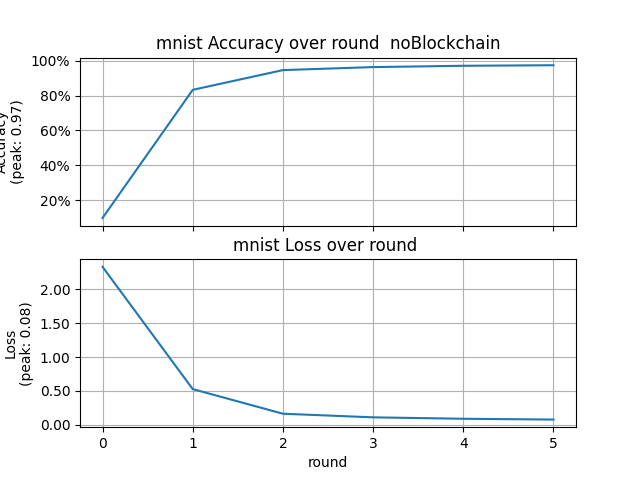 mnist Accuracy over round  noBlockchain
Accuracy
(peak: 0.97)
100%
80%
60%
40%
20%
mnist Loss over round
Loss
(peak: 0.08)
2.00
1.50
1.00
0.50
0.00
0 1 2 3 4 5
round